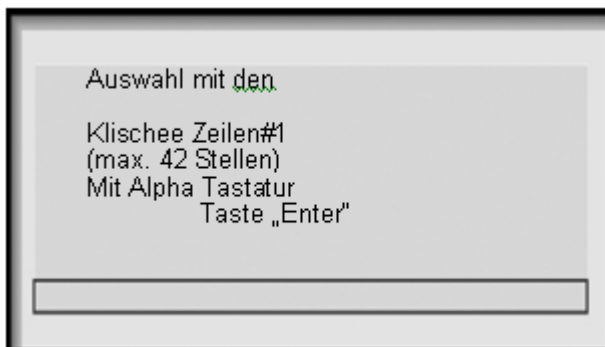 Auswahl mit den
Klischee Zeilen#1
(max. 42 Stellen)
Mit Alpha Tastatur
Taste „Enter"